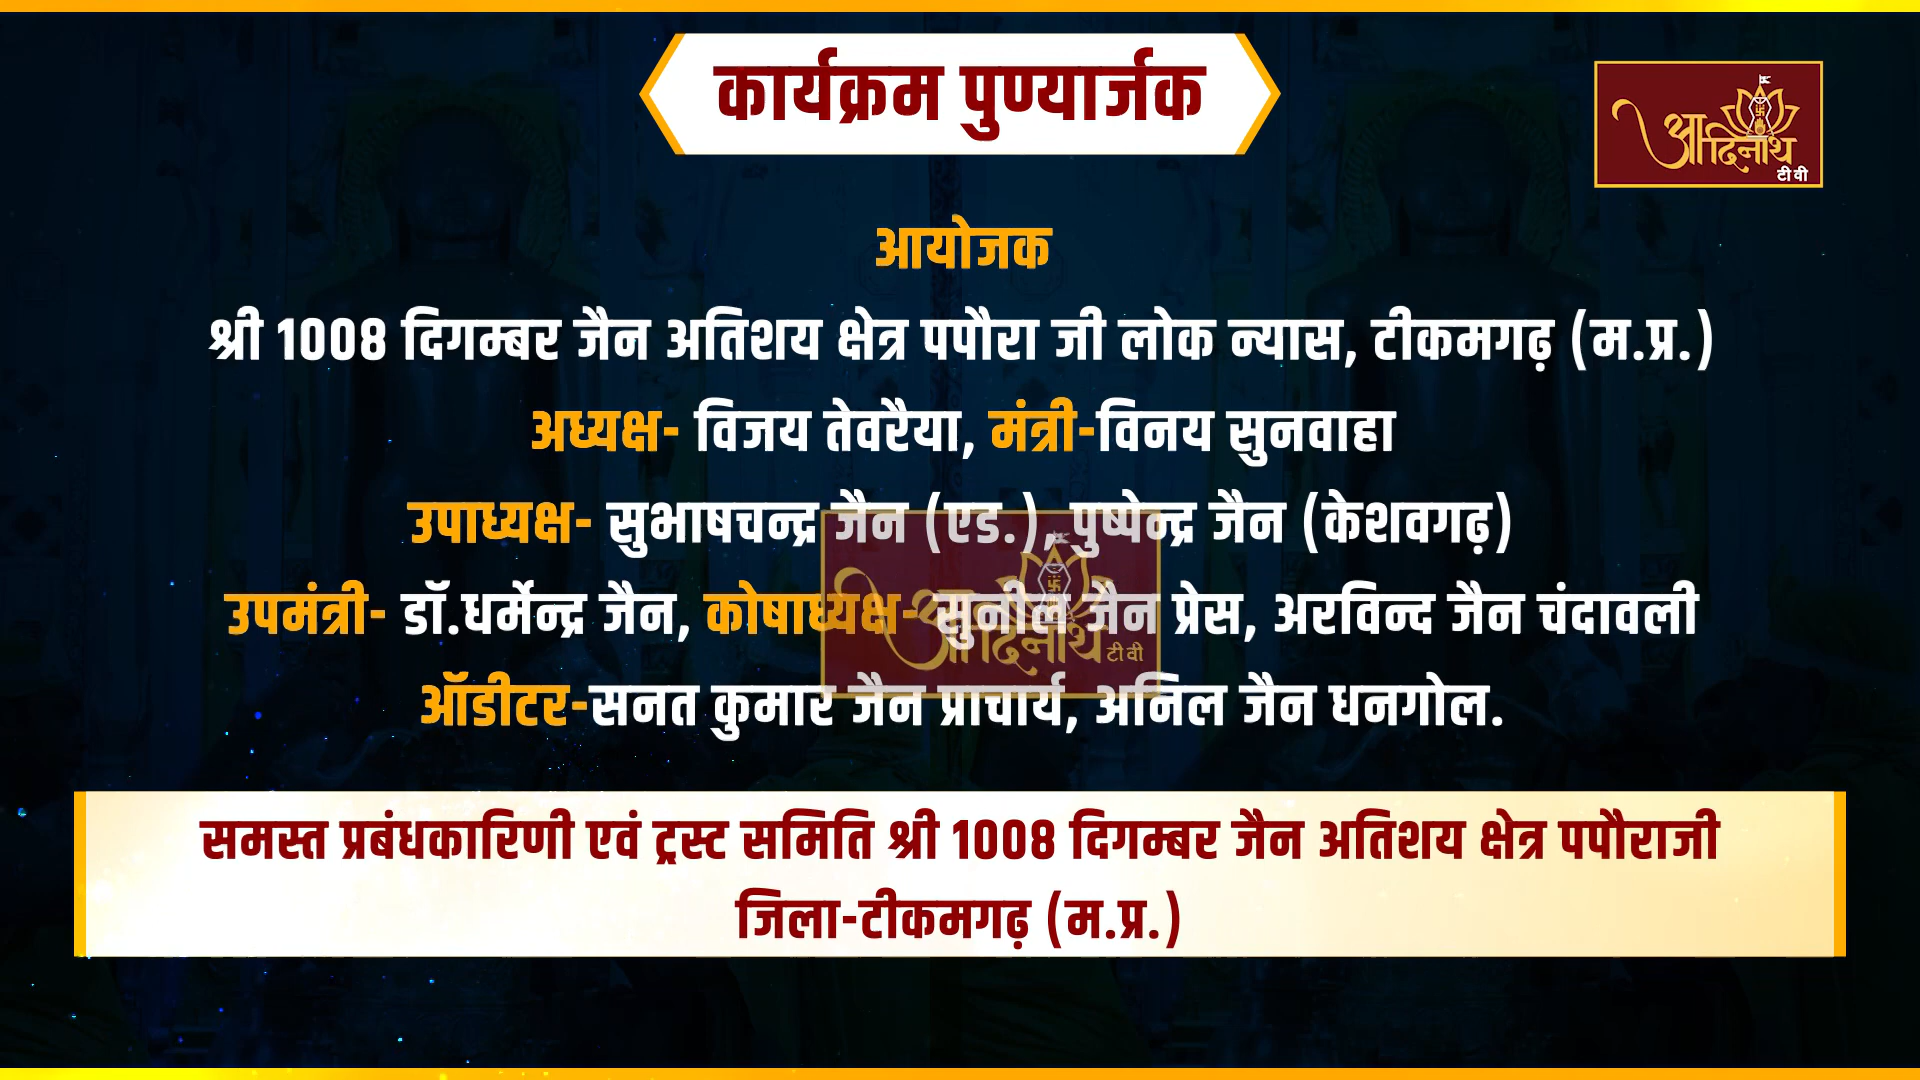 कार्यक्रम पुण्यार्जक
आदिनाथ
टीवी
आयोजक
श्री 1008 दिगम्बर जैन अतिशय क्षेत्र पपौरा जी लोक न्यास, टीकमगढ़ (म.प्र.)
अध्यक्ष- विजय तेवरैया, मंत्री-विनय सुनवाहा
उपाध्यक्ष- सुभाषचन्द्र जैन (एड.), पुष्पेन्द्र जैन (केशवगढ़)
उपमंत्री- डॉ.धर्मेन्द्र जैन, कोषाध्यक्ष- सुनील जैन प्रेस, अरविन्द जैन चंदावली
आदिनाथ
टीवी
ऑडीटर-सनत कुमार जैन प्राचार्य, अनिल जैन धनगोल.
समस्त प्रबंधकारिणी एवं ट्रस्ट समिति श्री 1008 दिगम्बर जैन अतिशय क्षेत्र पपौराजी
जिला-टीकमगढ़ (म.प्र.)